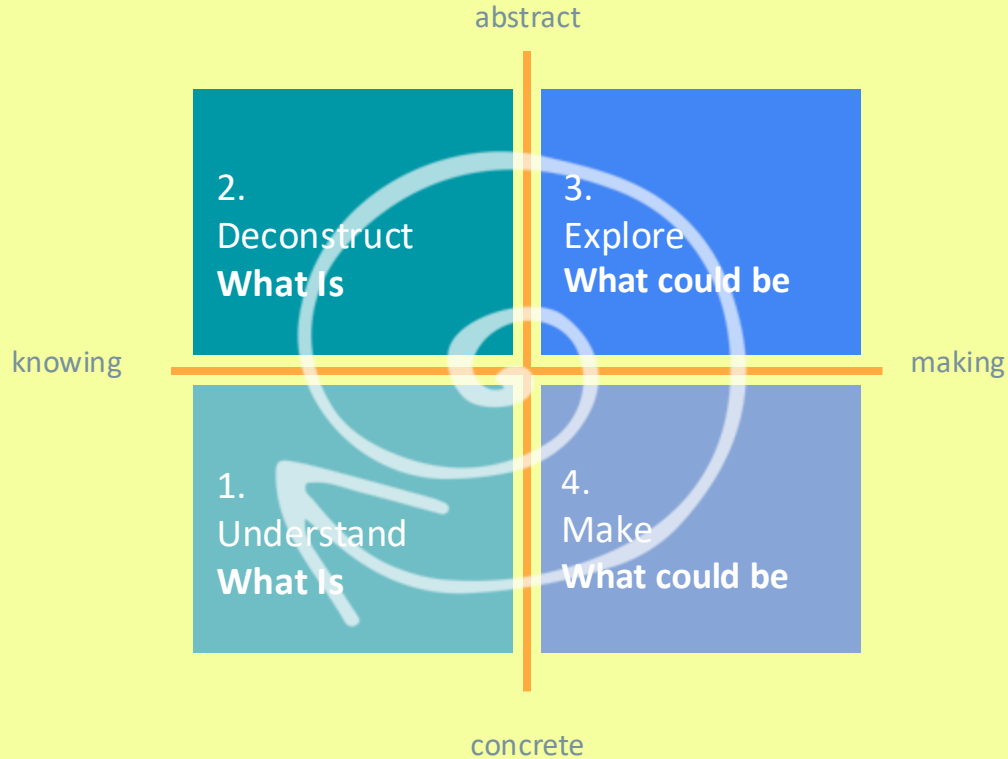 abstract
2.
Deconstruct
What Is
3.
Explore
What could be
knowing
making
1.
Understand
What Is
4.
Make
What could be
concrete